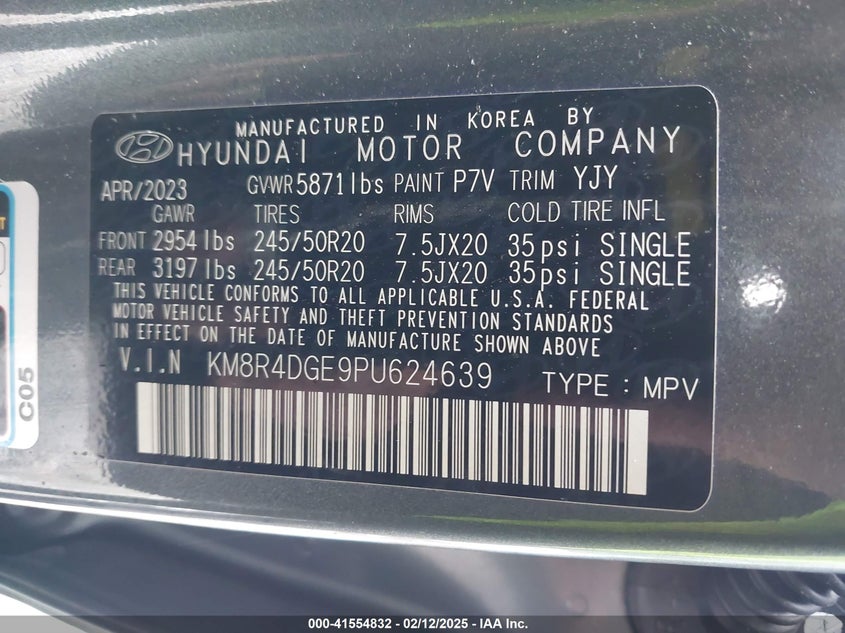 MANUFACTURED IN KOREA BY
HYUNDAI MOTOR COMPANY
APR/2023 GVWR 5871lbs PAINT P7V TRIM YJY
GAWR TIRES RIMS COLD TIRE INFL
FRONT 2954 lbs 245/50R20 7.5JX20 35psi SINGLE
REAR 3197 lbs 245/50R20 7.5JX20 35psi SINGLE
THIS VEHICLE CONFORMS TO ALL APPLICABLE U.S.A. FEDERAL
MOTOR VEHICLE SAFETY AND THEFT PREVENTION STANDARDS
IN EFFECT ON THE DATE OF MANUFACTURE SHOWN ABOVE
V.I.N KM8R4DGE9PU624639 TYPE : MPV
C05
000-41554832 - 02/12/2025 - IAA Inc.